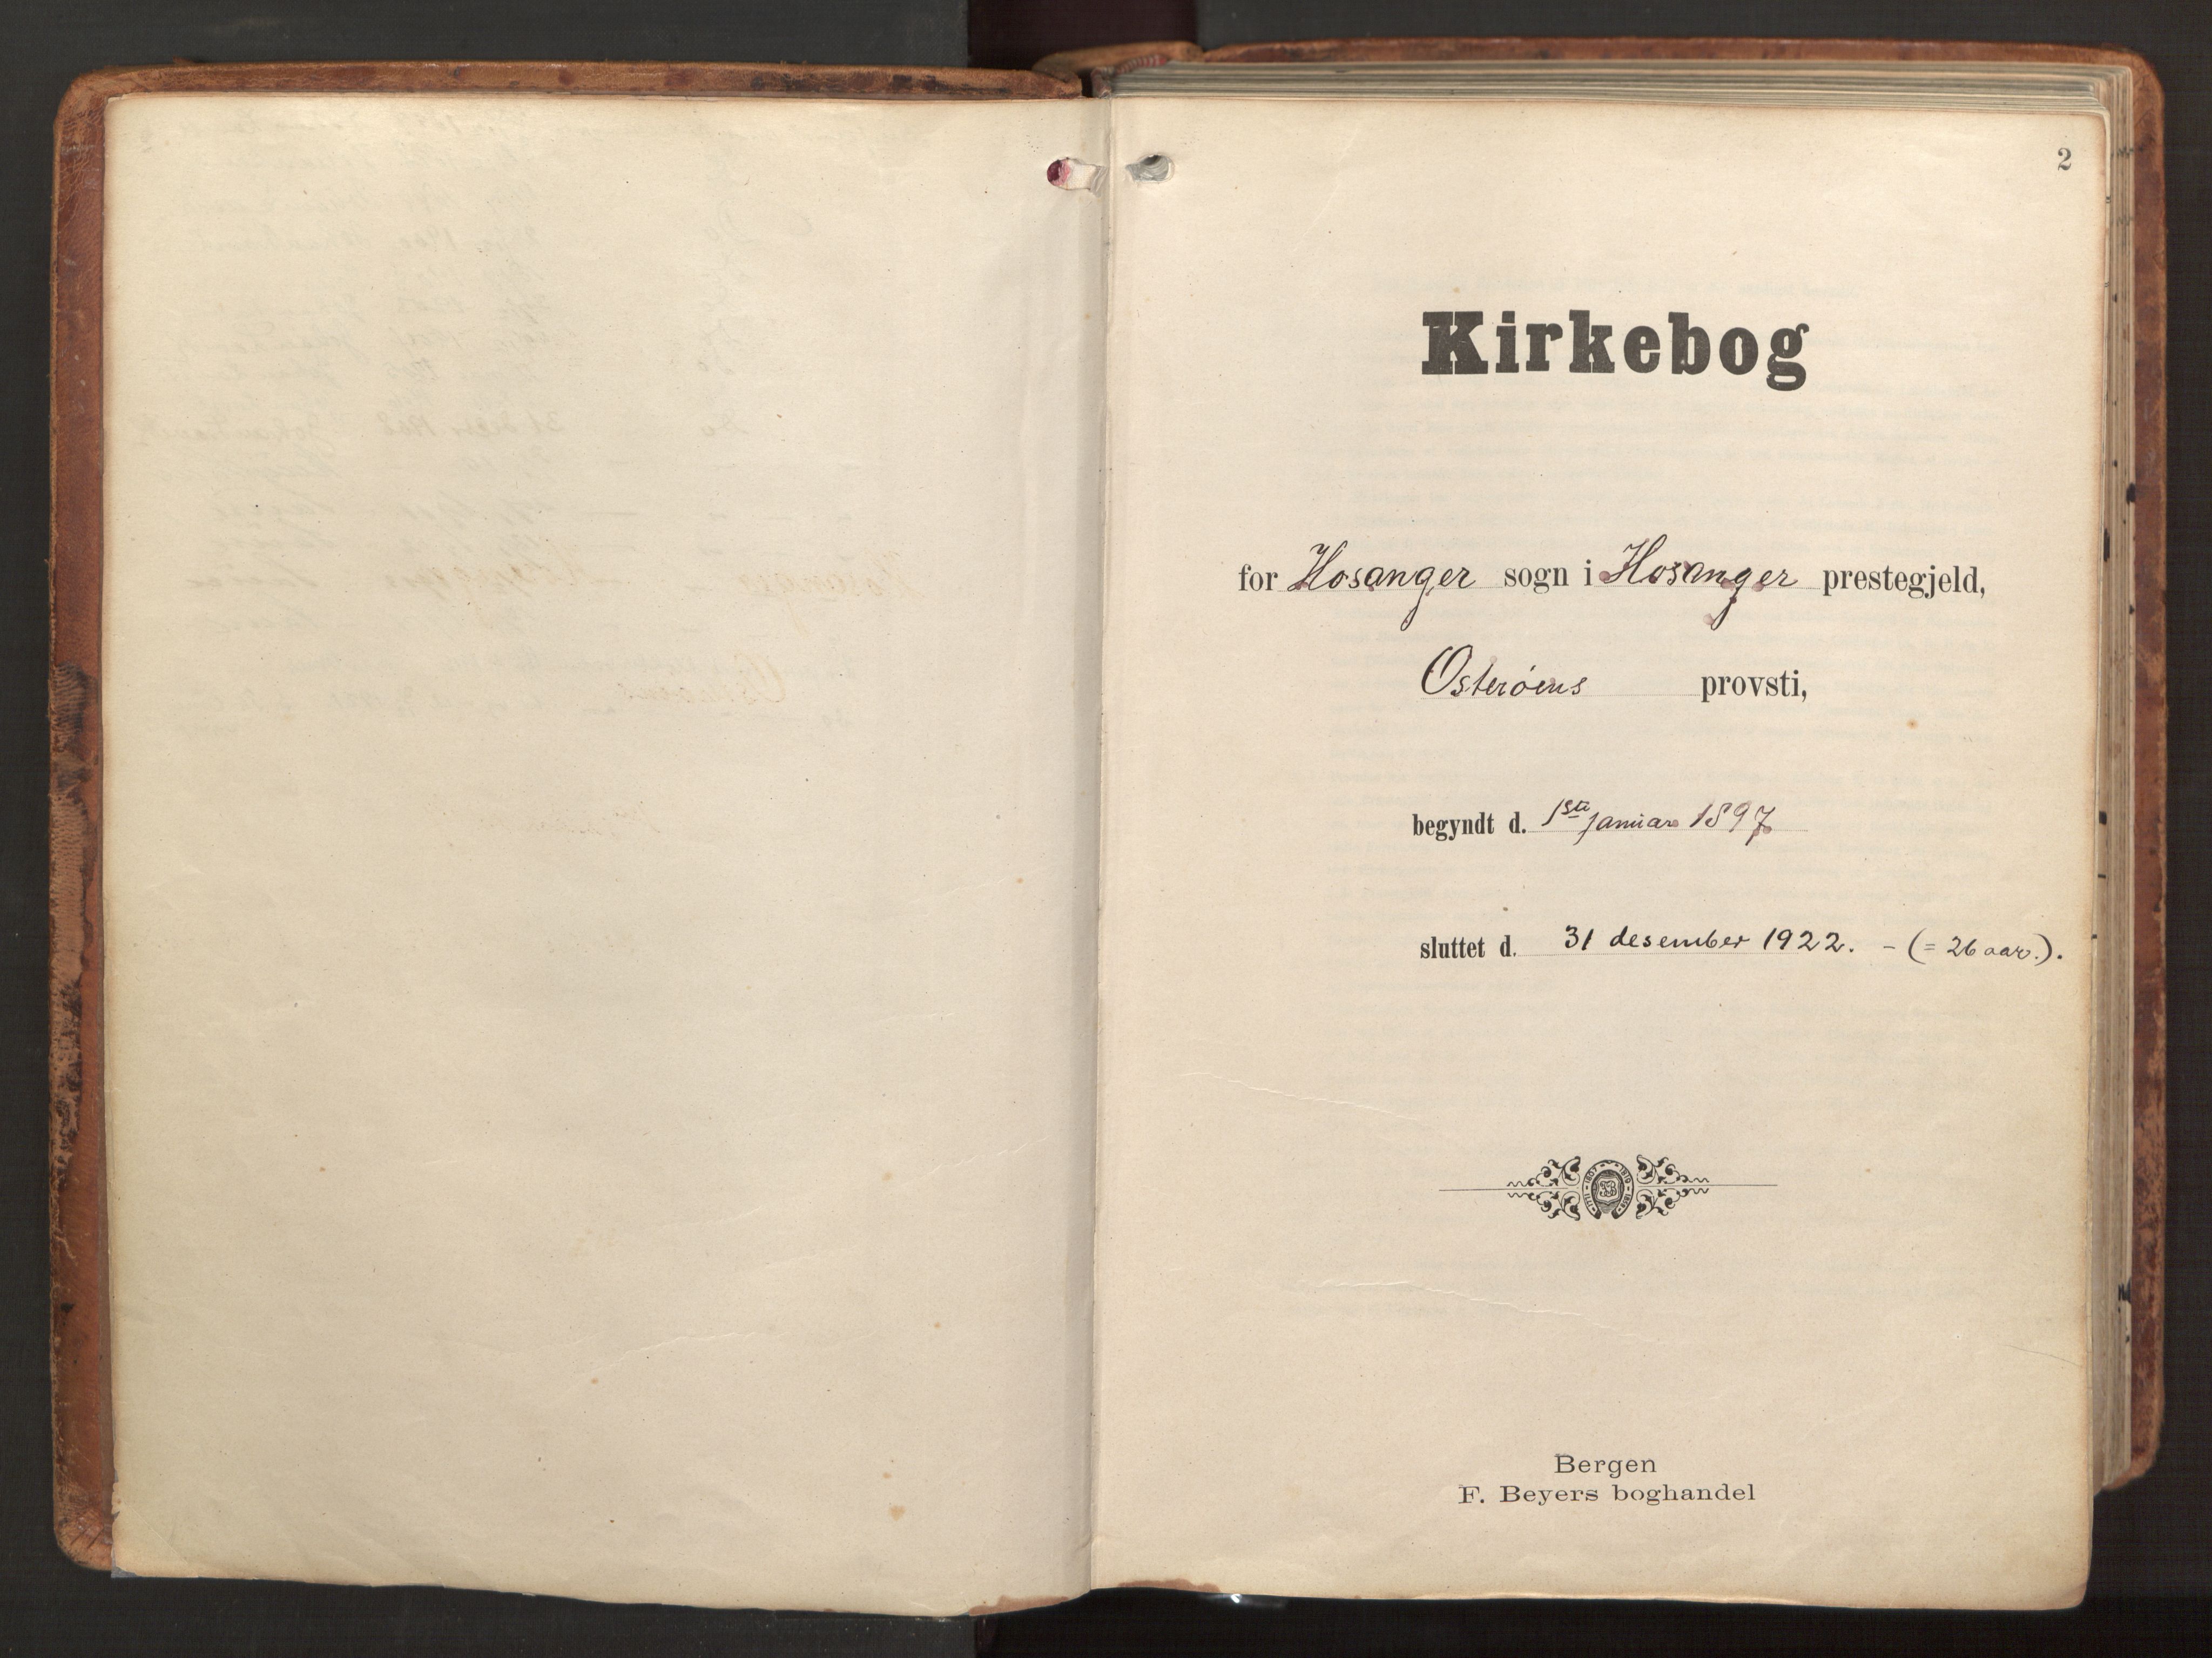 2
Kirkebog
for Hosanger sogn i Hosanger prestegjeld,
Osterøens provsti,
begyndt d. 1ste januar 1897
sluttet d. 31 desember 1922. - (= 26 aar.).
Bergen
F. Beyers boghandel